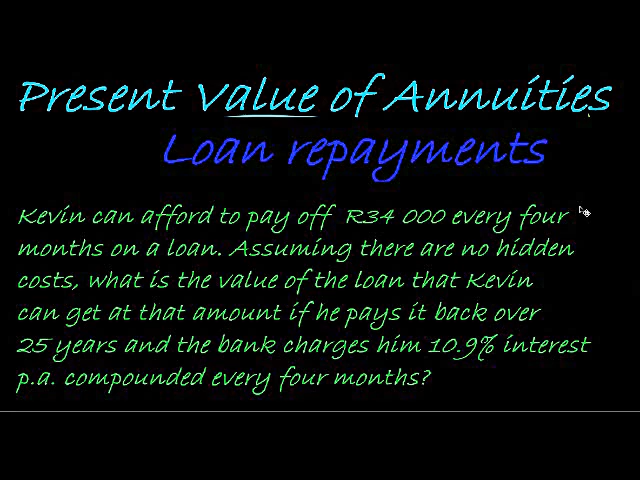 Present Value of Annuities
Loan repayments
Kevin can afford to pay off R34 000 every four
months on a loan. Assuming there are no hidden
costs, what is the value of the loan that Kevin
can get at that amount if he pays it back over
25 years and the bank charges him 10.9% interest
p.a. compounded every four months?